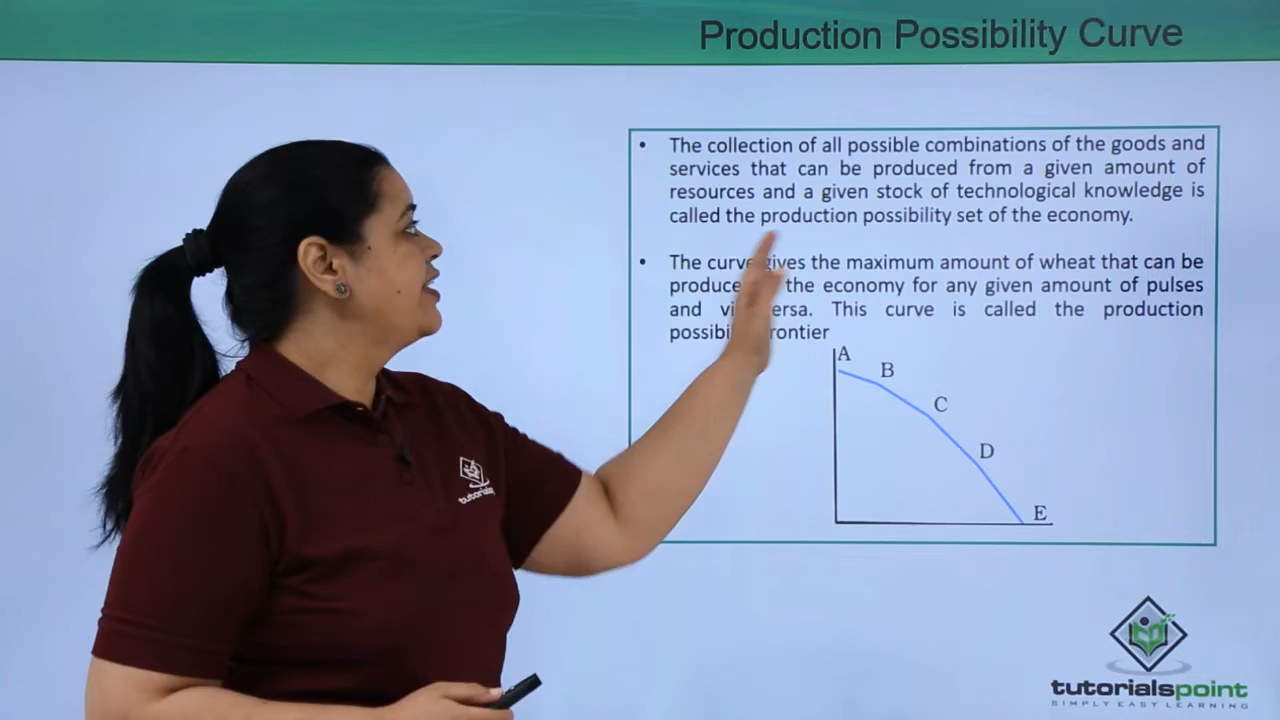 Production Possibility Curve
• The collection of all possible combinations of the goods and
services that can be produced from a given amount of
resources and a given stock of technological knowledge is
called the production possibility set of the economy.
• The curve gives the maximum amount of wheat that can be
the economy for any given amount of pulses
and This curve is called the production
A
B
C
D
E
tutorialspoint
SIMPLY EASY LEARNING